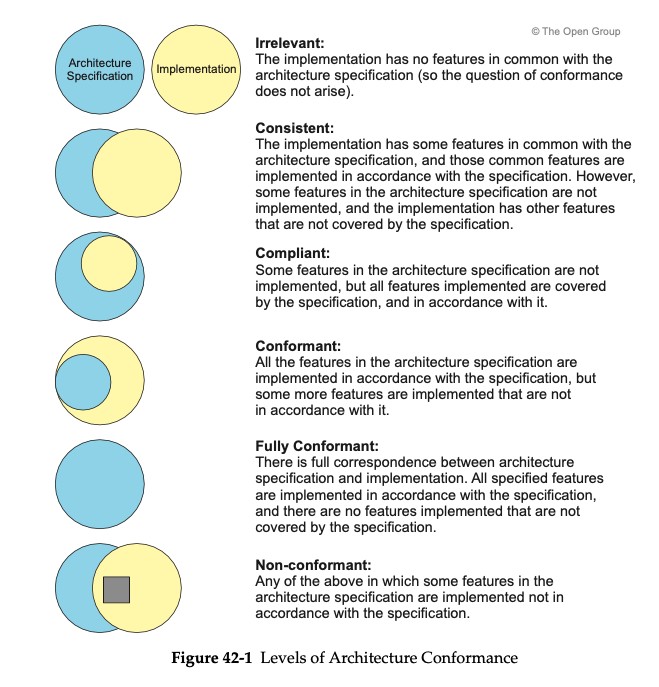 © The Open Group
Architecture
Specification
Implementation
Irrelevant:
The implementation has no features in common with the
architecture specification (so the question of conformance
does not arise).
Consistent:
The implementation has some features in common with the
architecture specification, and those common features are
implemented in accordance with the specification. However,
some features in the architecture specification are not
implemented, and the implementation has other features
that are not covered by the specification.
Compliant:
Some features in the architecture specification are not
implemented, but all features implemented are covered
by the specification, and in accordance with it.
Conformant:
All the features in the architecture specification are
implemented in accordance with the specification, but
some more features are implemented that are not
in accordance with it.
Fully Conformant:
There is full correspondence between architecture
specification and implementation. All specified features
are implemented in accordance with the specification,
and there are no features implemented that are not
covered by the specification.
Non-conformant:
Any of the above in which some features in the
architecture specification are implemented not in
accordance with the specification.
Figure 42-1 Levels of Architecture Conformance